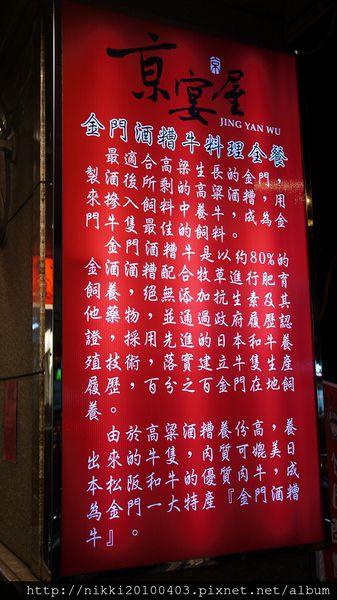 京宴屋
JING YAN WU
金門酒糟牛料理全餐
最適合高梁生長的金門,用
製酒後所剩的高梁酒糟,
來摻入飼料中養牛,成為金
門牛隻最佳的飼料。
金門酒糟牛是以約80%的
金酒酒糟配合牧草進行肥育
飼養,絕無添加抗生素及其
他藥物,並通過政府履歷認
證採用先進的日本和牛生
殖技術,落實建立金門牛隻產
履歷,百分之百金門在地飼
養。
由於高梁酒糟養份高,養
出來的牛隻,肉質可媲美日
本松阪和牛的優質肉牛,成
為金門一大特產『金門酒糟
牛』。
http://nikki20100403.pixnet.net/album